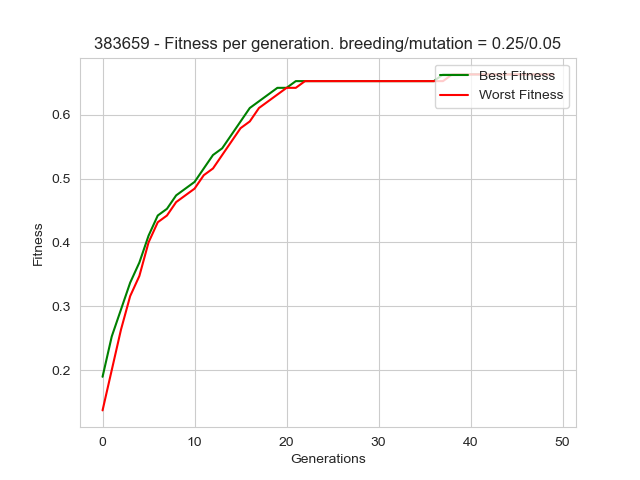 383659 - Fitness per generation. breeding/mutation = 0.25/0.05
Best Fitness
Worst Fitness
0.6
0.5
0.4
0.3
0.2
Fitness
0 10 20 30 40 50
Generations